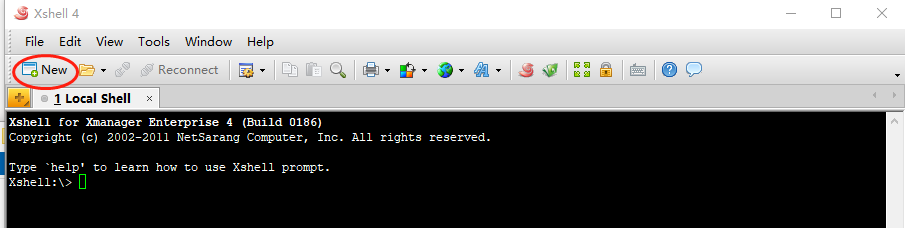 Xshell 4
File Edit View Tools Window Help
New Reconnect
1 Local Shell
Xshell for Xmanager Enterprise 4 (Build 0186)
Copyright (c) 2002-2011 NetSarang Computer, Inc. All rights reserved.
Type `help' to learn how to use Xshell prompt.
Xshell:\>